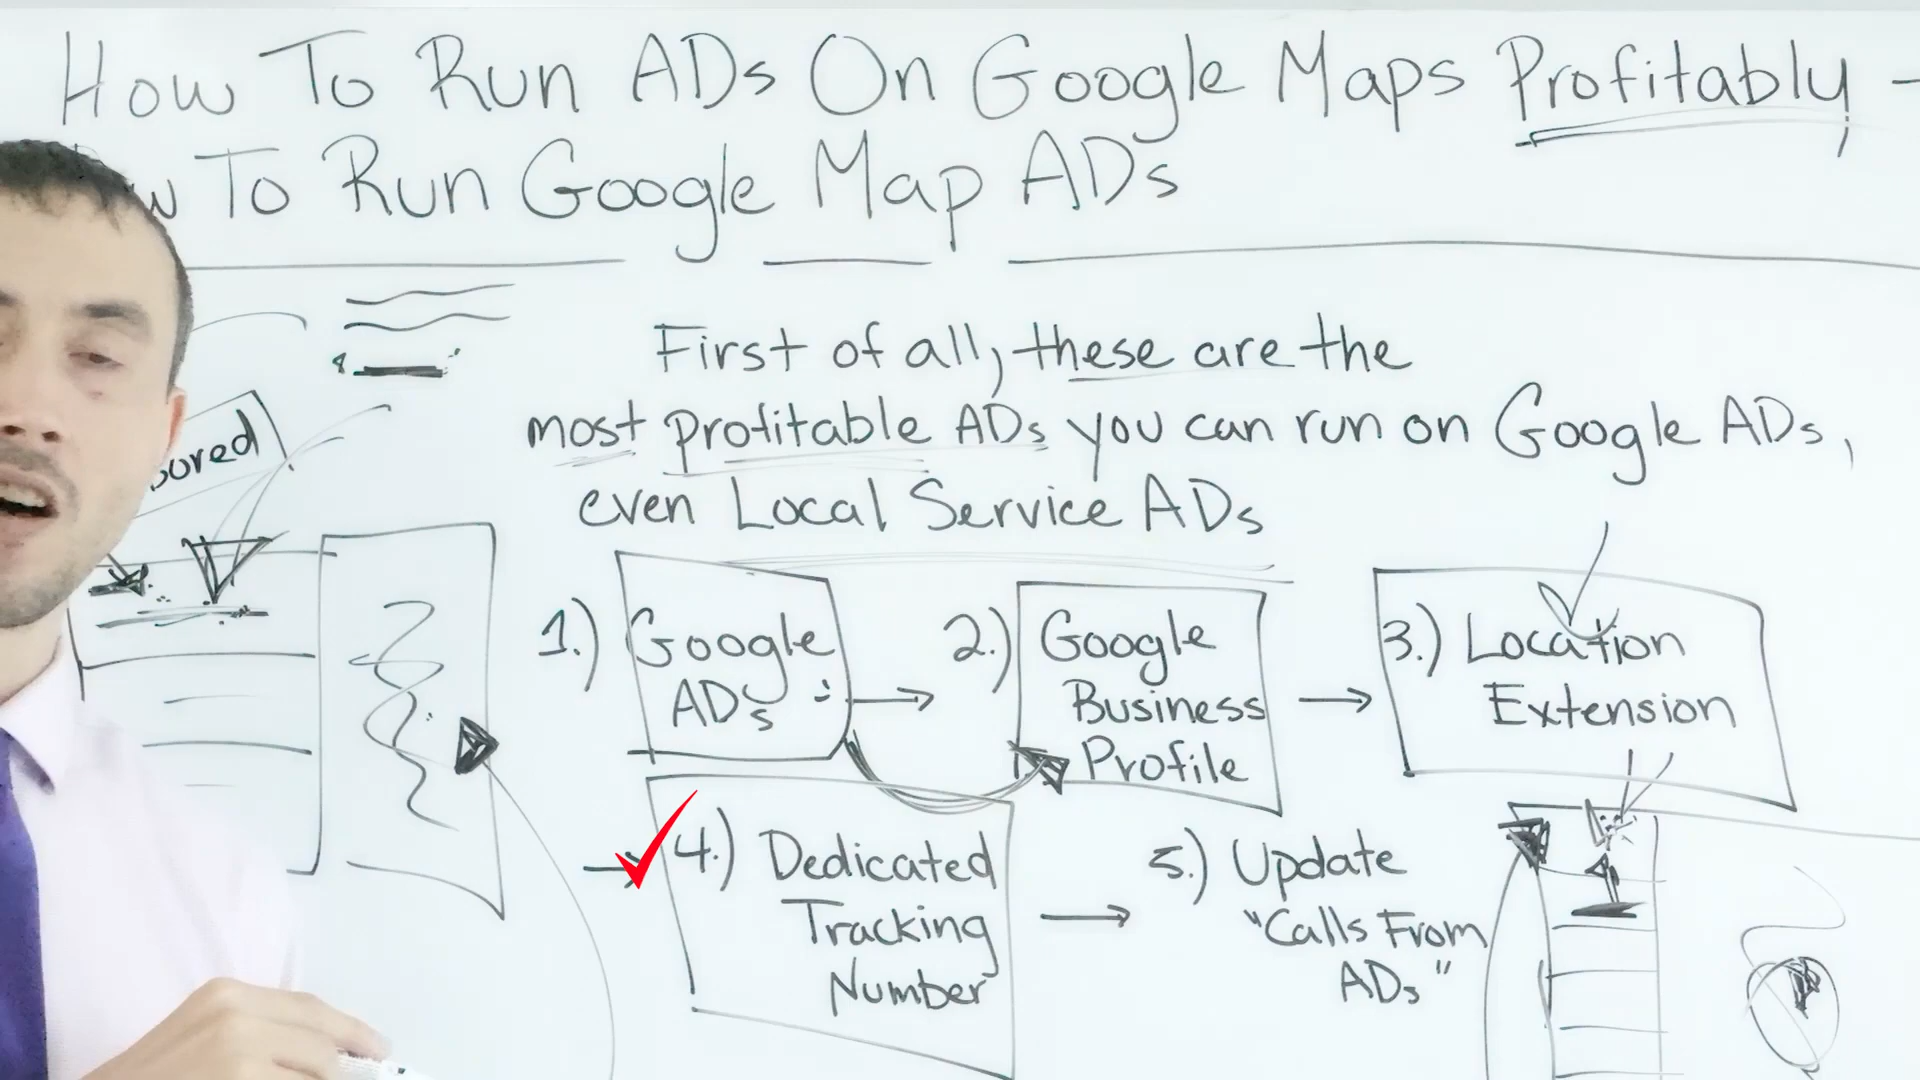 How To Run ADs On Google Maps Profitably -
To Run Google Map ADs
First of all, these are the
most profitable ADs you can run on Google ADs,
even Local Service ADs
1.) Google
ADs
2.) Google
Business
Profile
3.) Location
Extension
4.) Dedicated
Tracking
Number
5.) Update
"Calls From
ADs"